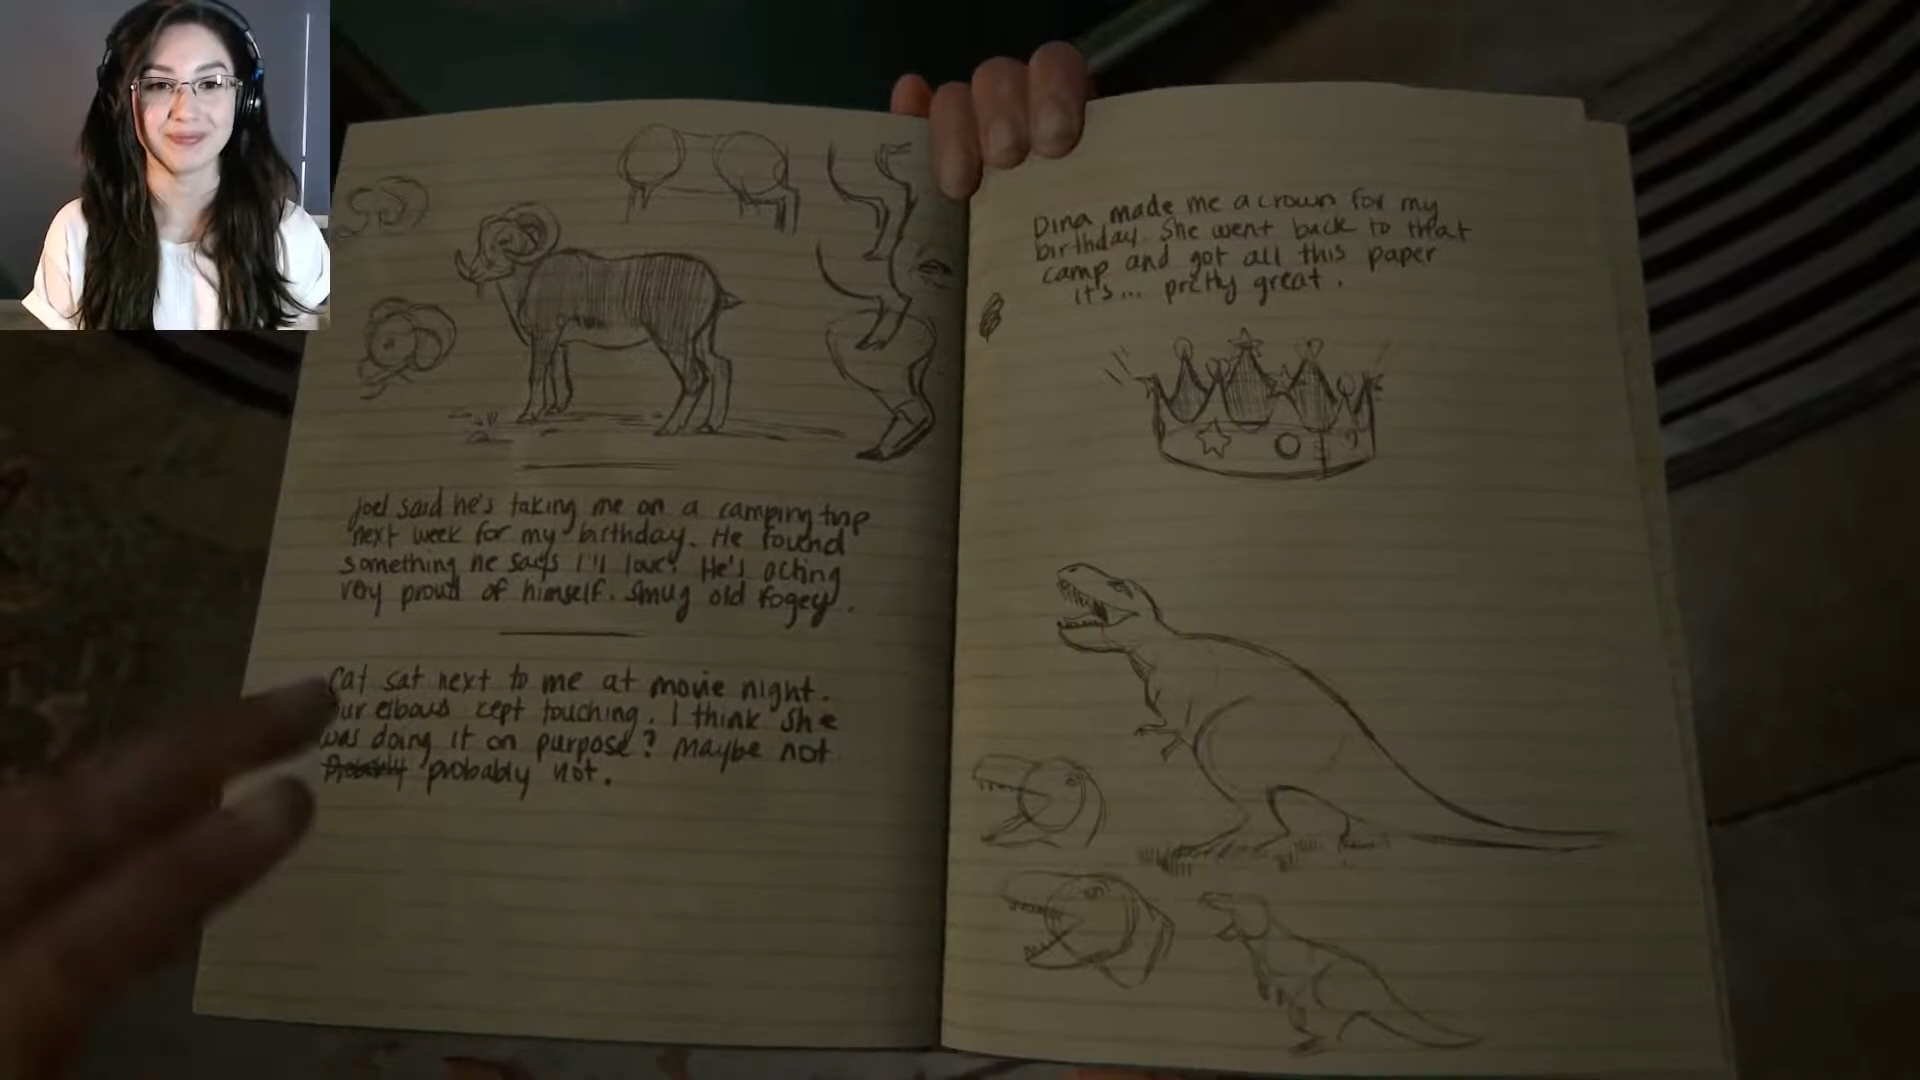 Joel said he's taking me on a camping trip
next week for my birthday. He found
something he says I'll love. He's acting
very proud of himself. Smug old fogey.
Cat sat next to me at movie night.
Our elbows kept touching. I think she
was doing it on purpose? Maybe not
Probably probably not.
Dina made me a crown for my
birthday. She went back to that
camp and got all this paper
It's... pretty great.